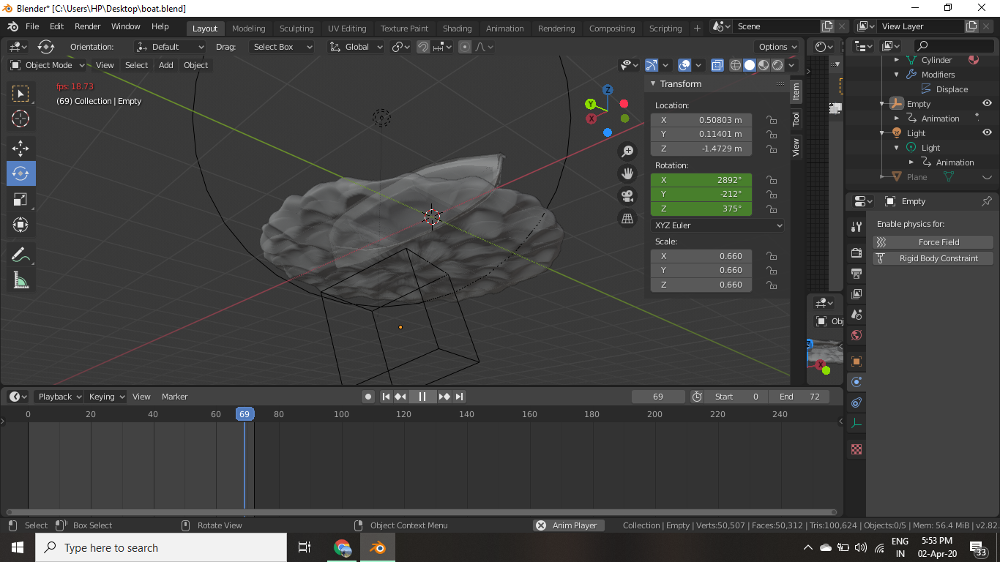 Blender* [C:\Users\HP\Desktop\boat.blend]
File Edit Render Window Help Layout Modeling Sculpting UV Editing Texture Paint Shading Animation Rendering Compositing Scripting + Scene View Layer
Orientation: Default Drag: Select Box Global Options
Object Mode View Select Add Object
fps: 18.73
(69) Collection | Empty
Z
Y
X
Transform
Location:
X 0.50803 m
Y 0.11401 m
Z -1.4729 m
Rotation:
X 2892°
Y -212°
Z 375°
XYZ Euler
Scale:
X 0.660
Y 0.660
Z 0.660
Item
Tool
View
Obj
X
Cylinder
Modifiers
Displace
Empty
Animation
Light
Light
Animation
Plane
Empty
Enable physics for:
Force Field
Rigid Body Constraint
Playback Keying View Marker 69 Start 0 End 72
0 20 40 60 69 80 100 120 140 160 180 200 220 240
Select Box Select Rotate View Object Context Menu Anim Player Collection | Empty | Verts:50,507 | Faces:50,312 | Tris:100,624 | Objects:0/5 | Mem: 56.4 MiB | v2.82.
Type here to search
ENG
IN
5:53 PM
02-Apr-20
33